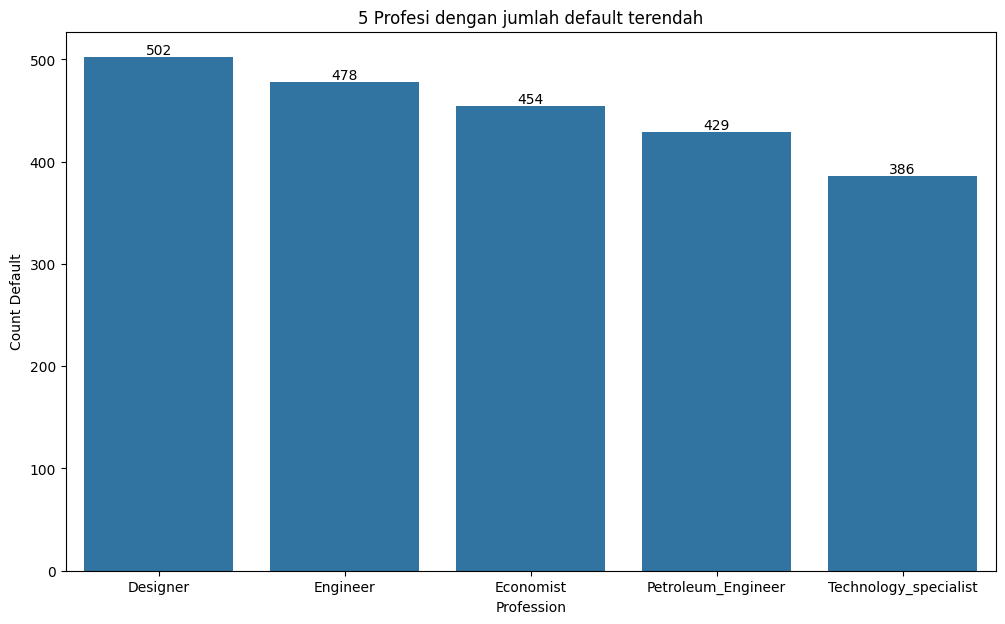 5 Profesi dengan jumlah default terendah
Count Default
500
400
300
200
100
0
502
478
454
429
386
Designer
Engineer
Economist
Petroleum_Engineer
Technology_specialist
Profession